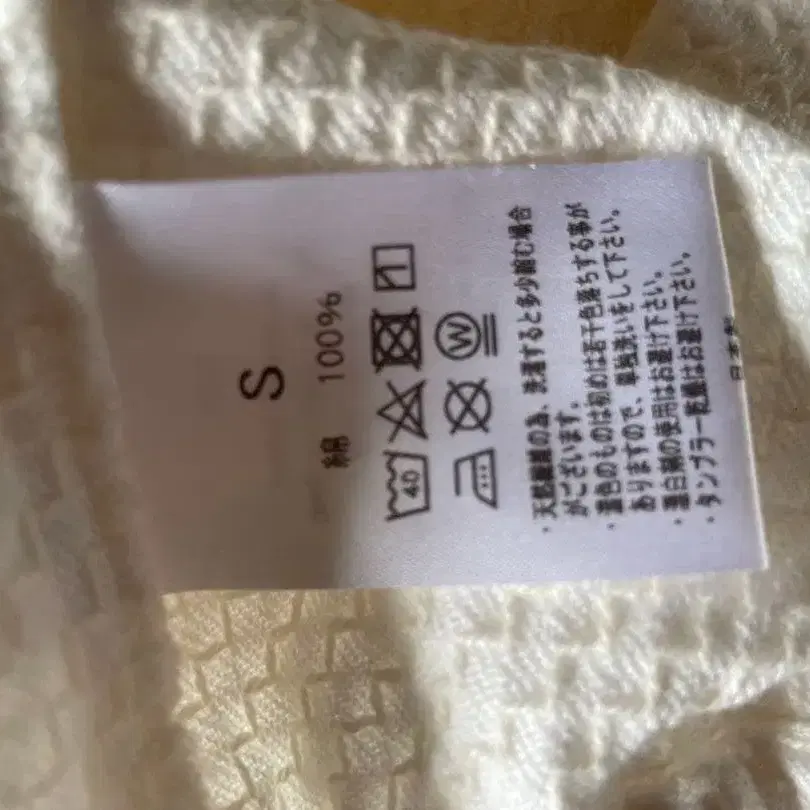 S
綿 100%
40
W
・天然繊維の為、洗濯すると多少縮む場合
がございます。
・濃色のものは初めは若干色落ちする事が
ありますので、単独洗いをして下さい。
・蛋白剤の使用はお避け下さい。
・タンブラー乾燥はお避け下さい。
日本製